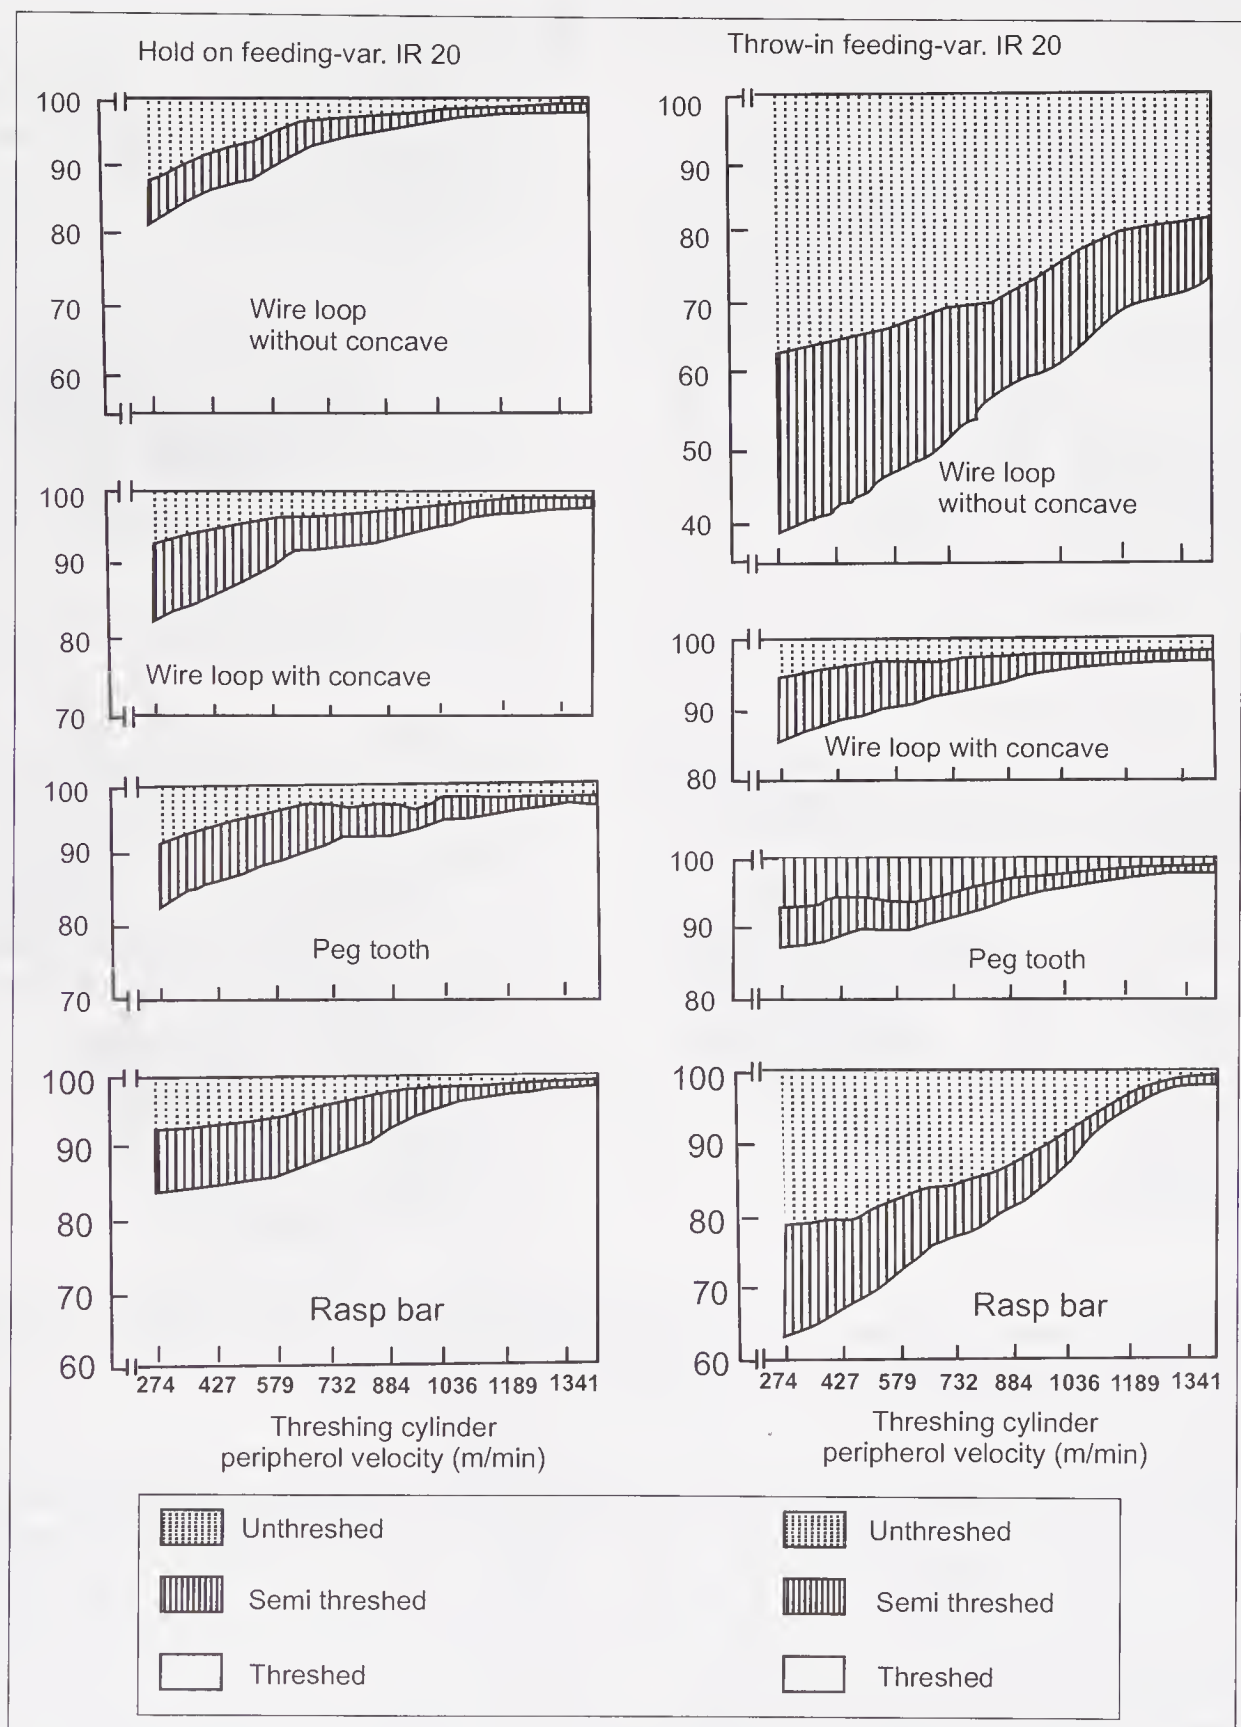 Hold on feeding-var. IR 20
100
90
80
70
60
Wire loop
without concave
100
90
80
70
Wire loop with concave
100
90
80
70
Peg tooth
100
90
80
70
60
Rasp bar
274 427 579 732 884 1036 1189 1341
Threshing cylinder
peripherol velocity (m/min)
Throw-in feeding-var. IR 20
100
90
80
70
60
50
40
Wire loop
without concave
100
90
80
Wire loop with concave
100
90
80
Peg tooth
100
90
80
70
60
Rasp bar
274 427 579 732 884 1036 1189 1341
Threshing cylinder
peripherol velocity (m/min)
Unthreshed
Semi threshed
Threshed
Unthreshed
Semi threshed
Threshed